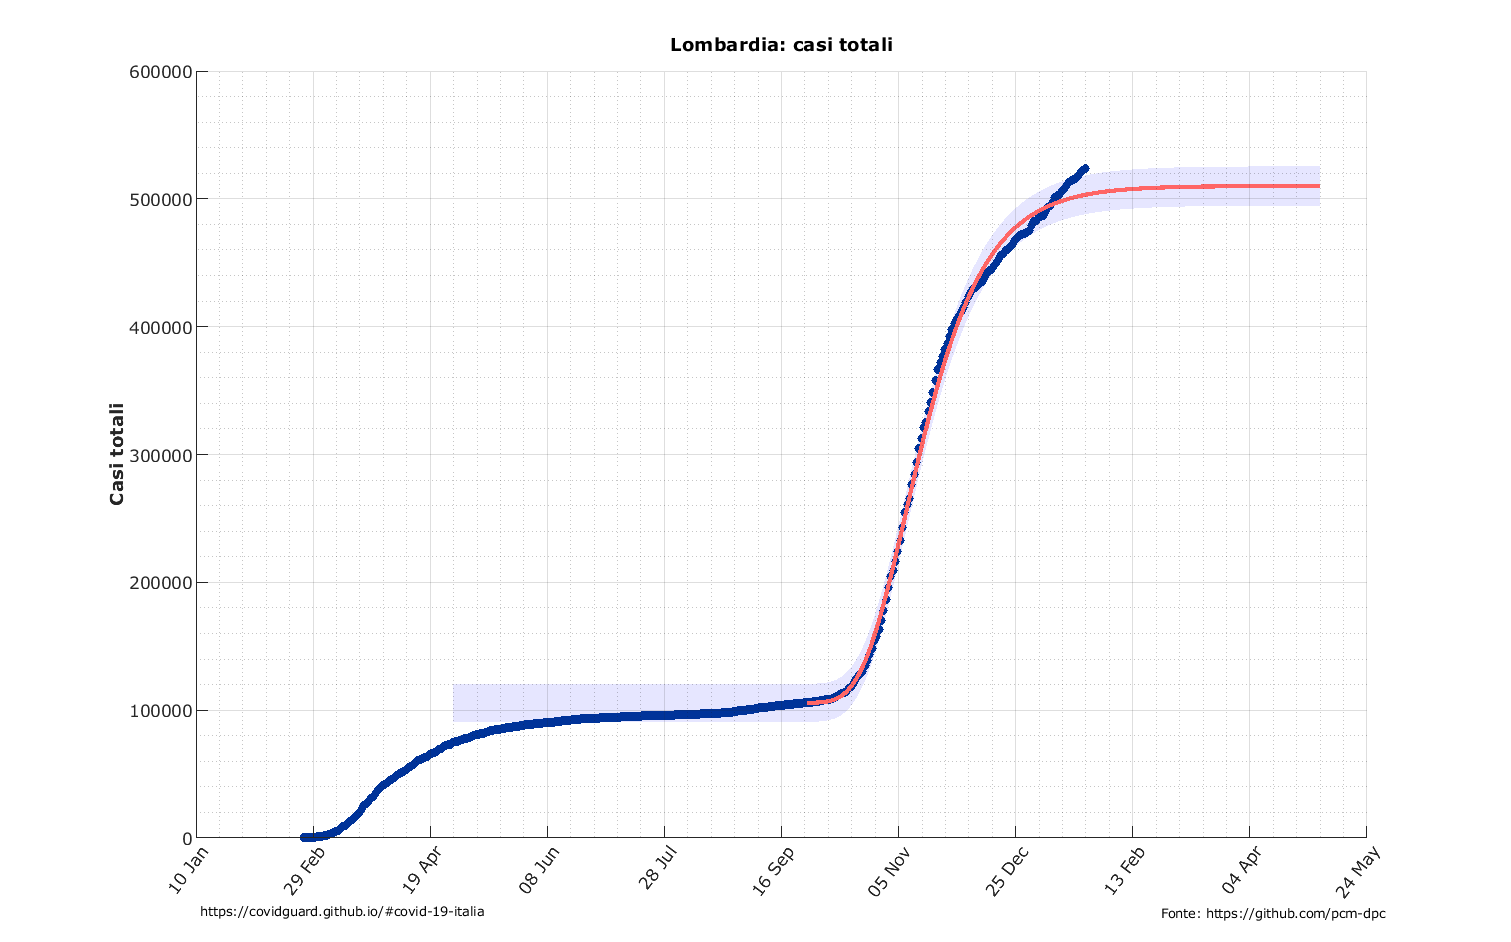 Lombardia: casi totali
600000
500000
400000
300000
200000
100000
0
Casi totali
10 Jan
29 Feb
19 Apr
08 Jun
28 Jul
16 Sep
05 Nov
25 Dec
13 Feb
04 Apr
24 May
https://covidguard.github.io/#covid-19-italia
Fonte: https://github.com/pcm-dpc